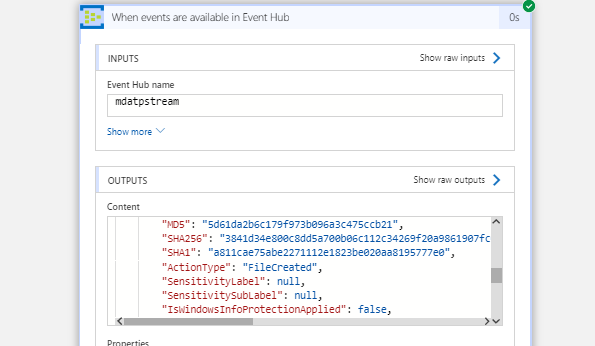 When events are available in Event Hub
0s
INPUTS
Show raw inputs
Event Hub name
mdatpstream
Show more
OUTPUTS
Show raw outputs
Content
"MD5": "5d61da2b6c179f973b096a3c475ccb21",
"SHA256": "3841d34e800c8dd5a700b06c112c34269f20a9861907fc
"SHA1": "a811cae75abe2271112e1823be020aa8195777e0",
"ActionType": "FileCreated",
"SensitivityLabel": null,
"SensitivitySubLabel": null,
"IsWindowsInfoProtectionApplied": false,
Properties